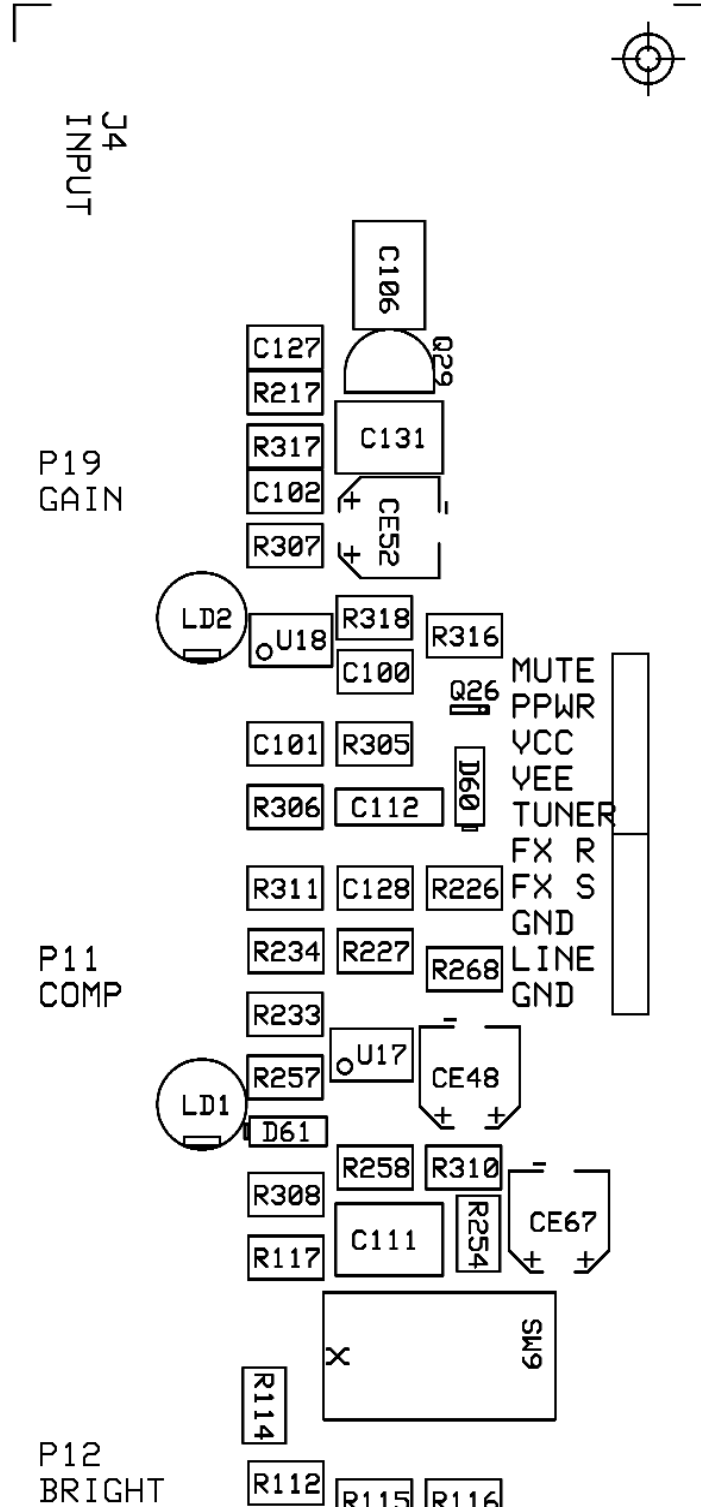 J4
INPUT
C106
Q29
C127
R217
C131
R317
P19
GAIN
C102
CE52
R307
LD2
U18
R318
R316
C100
MUTE
Q26
PPWR
C101
R305
VCC
D60
VEE
R306
C112
TUNER
FX R
R311
C128
R226
FX S
GND
R234
R227
R268
LINE
P11
COMP
GND
R233
U17
R257
CE48
LD1
D61
R258
R310
R308
R254
CE67
C111
R117
SW9
X
R114
P12
BRIGHT
R112
R115
R116